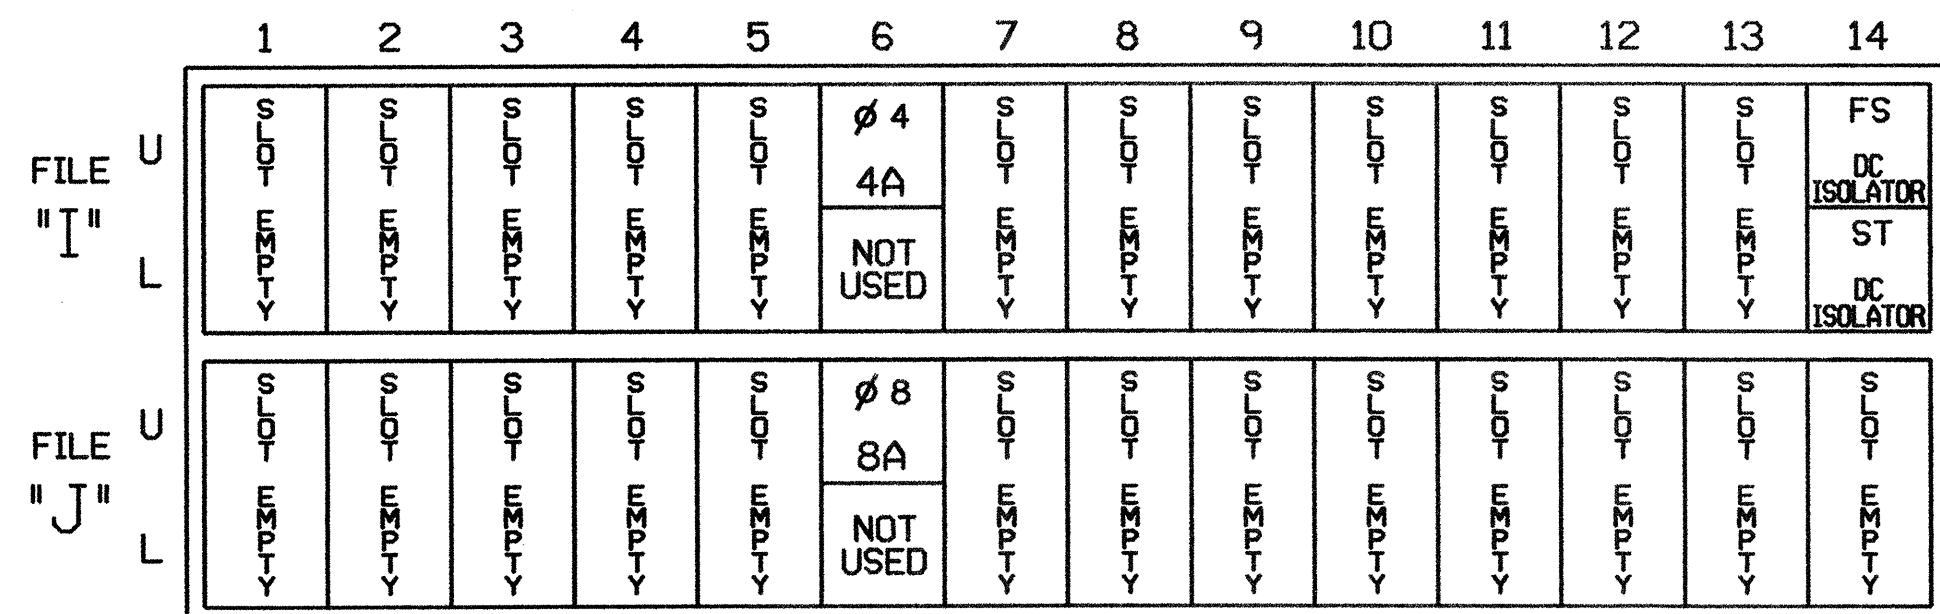 1 2 3 4 5 6 7 8 9 10 11 12 13 14
FILE "I"
U
L
SLOT EMPTY
SLOT EMPTY
SLOT EMPTY
SLOT EMPTY
SLOT EMPTY
ø 4
4A
NOT
USED
SLOT EMPTY
SLOT EMPTY
SLOT EMPTY
SLOT EMPTY
SLOT EMPTY
SLOT EMPTY
SLOT EMPTY
FS
DC
ISOLATOR
ST
DC
ISOLATOR
FILE "J"
U
L
SLOT EMPTY
SLOT EMPTY
SLOT EMPTY
SLOT EMPTY
SLOT EMPTY
ø 8
8A
NOT
USED
SLOT EMPTY
SLOT EMPTY
SLOT EMPTY
SLOT EMPTY
SLOT EMPTY
SLOT EMPTY
SLOT EMPTY
SLOT EMPTY